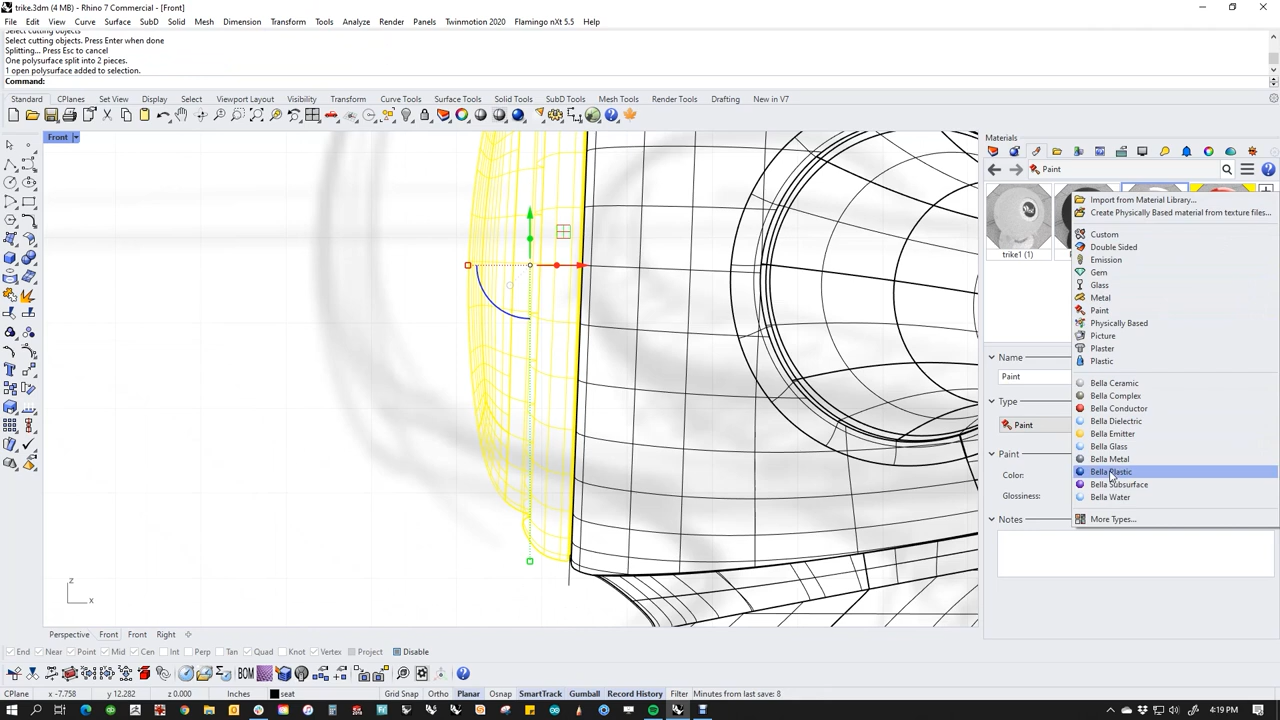 trike.3dm (4 MB) - Rhino 7 Commercial - [Front]
File Edit View Curve Surface SubD Solid Mesh Dimension Transform Tools Analyze Render Panels Twinmotion 2020 Flamingo nXt 5.5 Help
Select cutting objects. Press Enter when done
Splitting... Press Esc to cancel
One polysurface split into 2 pieces.
1 open polysurface added to selection.
Command:
Standard CPlanes Set View Display Select Viewport Layout Visibility Transform Curve Tools Surface Tools Solid Tools SubD Tools Mesh Tools Render Tools Drafting New in V7
Front
Materials
Paint
trike1 (1)
Import from Material Library...
Create Physically Based material from texture files...
Custom
Double Sided
Emission
Gem
Glass
Metal
Paint
Physically Based
Picture
Plaster
Plastic
Bella Ceramic
Bella Complex
Bella Conductor
Bella Dielectric
Bella Emitter
Bella Glass
Bella Metal
Bella Plastic
Bella Subsurface
Bella Water
More Types...
Name
Paint
Type
Paint
Paint
Color:
Glossiness:
Notes
z
x
Perspective Front Front Right
End Near Point Mid Cen Int Perp Tan Quad Knot Vertex Project Disable
BOM
CPlane x -7.758 y 12.282 z 0.000 Inches seat Grid Snap Ortho Planar Osnap SmartTrack Gumball Record History Filter Minutes from last save: 8
4:19 PM